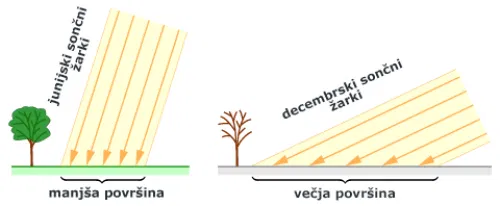 junijski sončni
žarki
manjša površina
decembrski sončni
žarki
večja površina